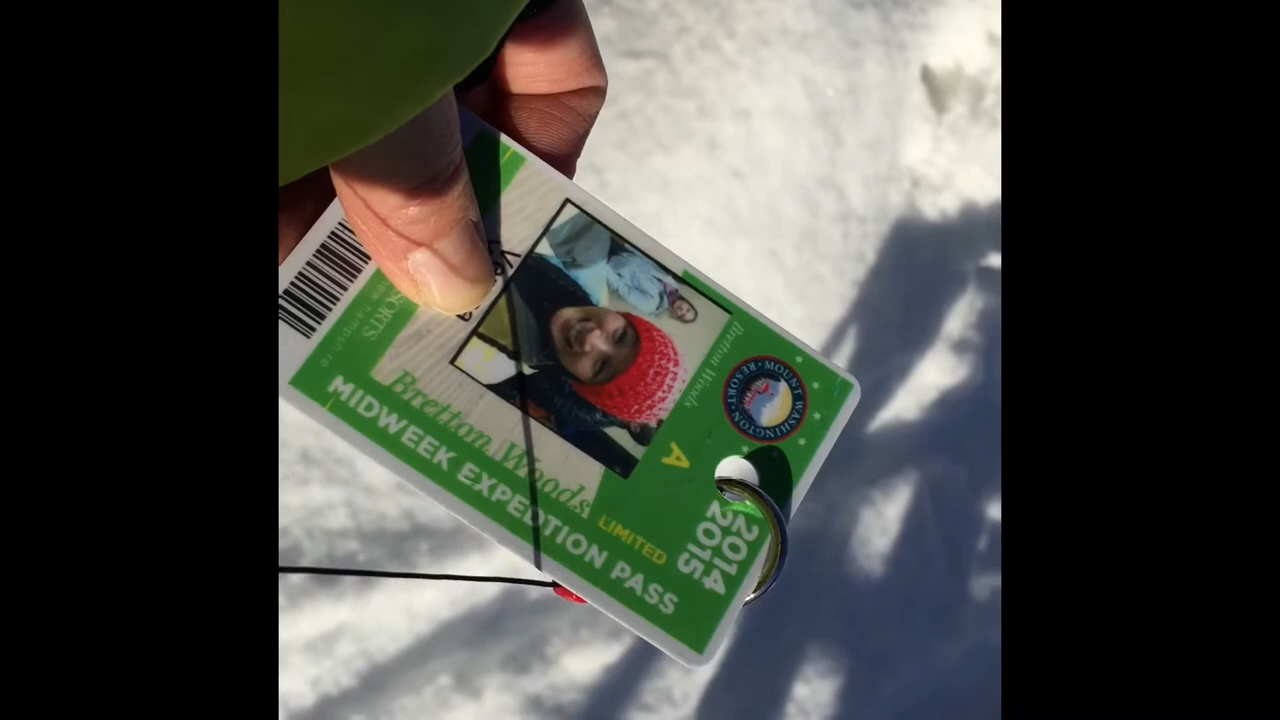 MOUNT WASHINGTON
· RESORT ·
2014
2015
Bretton Woods
A
LIMITED
Bretton Woods
MIDWEEK EXPEDITION PASS